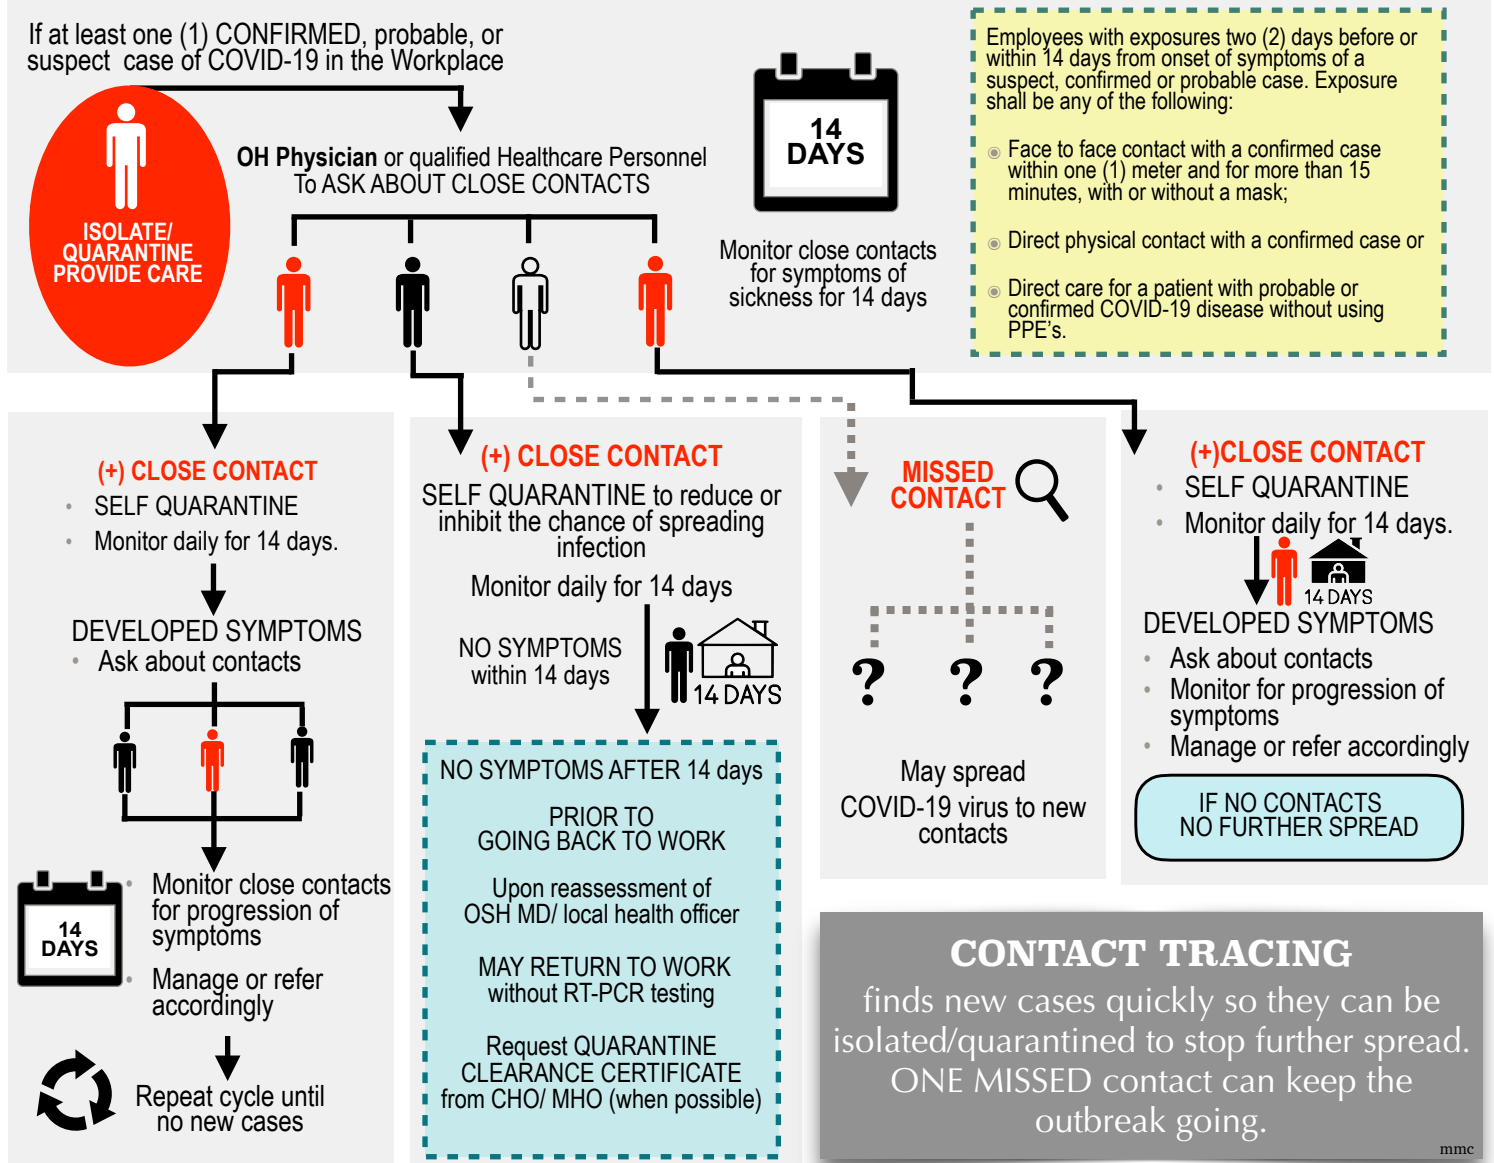 If at least one (1) CONFIRMED, probable, or
suspect case of COVID-19 in the Workplace
ISOLATE/
QUARANTINE
PROVIDE CARE
OH Physician or qualified Healthcare Personnel
To ASK ABOUT CLOSE CONTACTS
14
DAYS
Monitor close contacts
for symptoms of
sickness for 14 days
Employees with exposures two (2) days before or
within 14 days from onset of symptoms of a
suspect, confirmed or probable case. Exposure
shall be any of the following:
Face to face contact with a confirmed case
within one (1) meter and for more than 15
minutes, with or without a mask;
Direct physical contact with a confirmed case or
Direct care for a patient with probable or
confirmed COVID-19 disease without using
PPE's.
(+) CLOSE CONTACT
SELF QUARANTINE
Monitor daily for 14 days.
DEVELOPED SYMPTOMS
Ask about contacts
14
DAYS
Monitor close contacts
for progression of
symptoms
Manage or refer
accordingly
Repeat cycle until
no new cases
(+) CLOSE CONTACT
SELF QUARANTINE to reduce or
inhibit the chance of spreading
infection
Monitor daily for 14 days
NO SYMPTOMS
within 14 days
14 DAYS
NO SYMPTOMS AFTER 14 days
PRIOR TO
GOING BACK TO WORK
Upon reassessment of
OSH MD/ local health officer
MAY RETURN TO WORK
without RT-PCR testing
Request QUARANTINE
CLEARANCE CERTIFICATE
from CHO/ MHO (when possible)
MISSED
CONTACT
? ? ?
May spread
COVID-19 virus to new
contacts
(+)CLOSE CONTACT
SELF QUARANTINE
Monitor daily for 14 days.
14 DAYS
DEVELOPED SYMPTOMS
Ask about contacts
Monitor for progression of
symptoms
Manage or refer accordingly
IF NO CONTACTS
NO FURTHER SPREAD
CONTACT TRACING
finds new cases quickly so they can be
isolated/quarantined to stop further spread.
ONE MISSED contact can keep the
outbreak going.
mmc